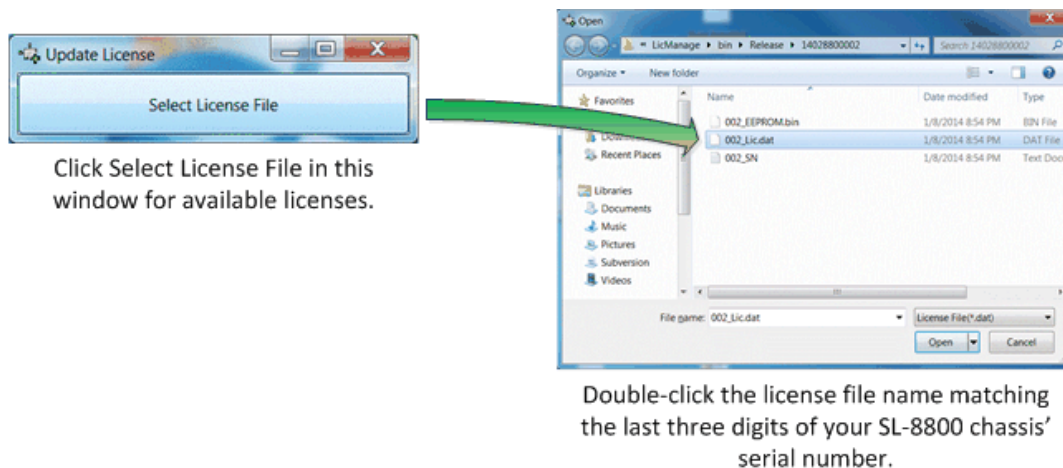 Update License
Select License File
Click Select License File in this
window for available licenses.
Open
« LicManage ▸ bin ▸ Release ▸ 14028800002
Search 14028800002
Organize New folder
Favorites
Recent Places
Libraries
Documents
Music
Pictures
Subversion
Videos
Name Date modified Type
002_EEPROM.bin 1/8/2014 8:54 PM BIN File
002_Lic.dat 1/8/2014 8:54 PM DAT File
002_SN 1/8/2014 8:54 PM Text Doc
File name: 002_Lic.dat License File(*.dat)
Open Cancel
Double-click the license file name matching
the last three digits of your SL-8800 chassis’
serial number.